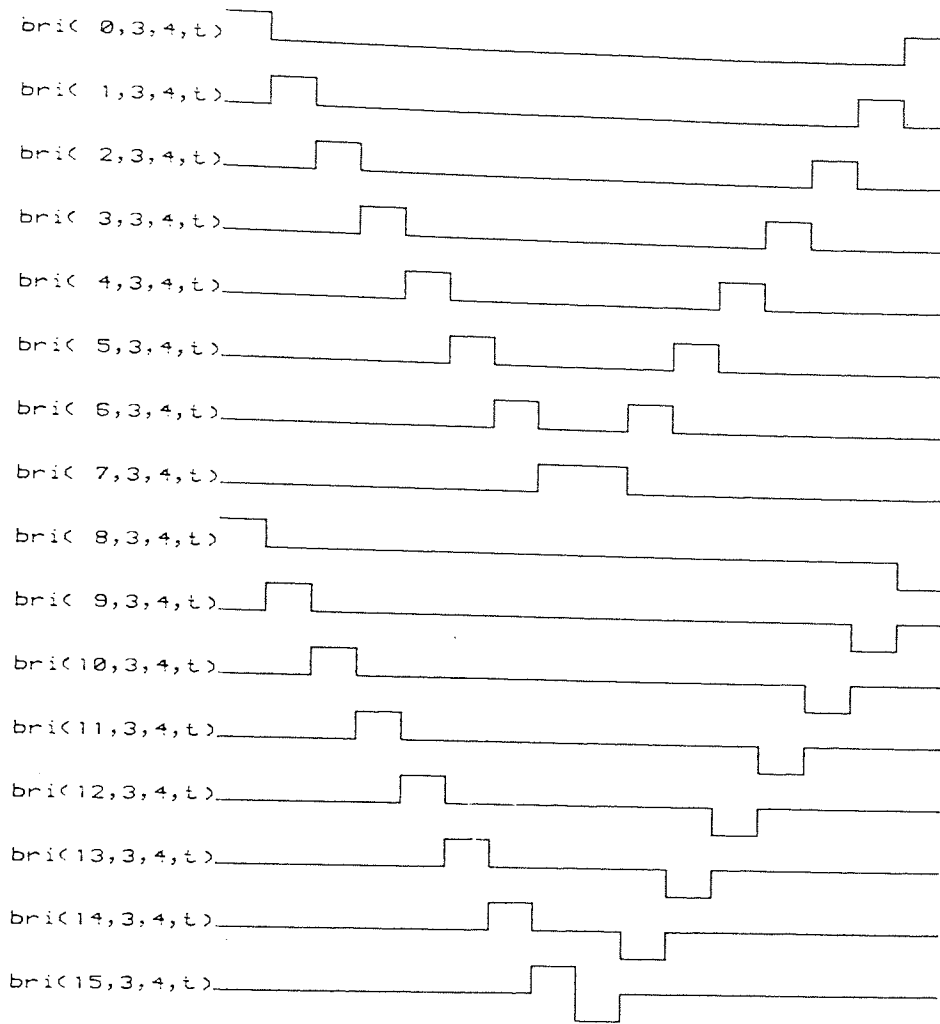 bri( 0,3,4,t)
bri( 1,3,4,t)
bri( 2,3,4,t)
bri( 3,3,4,t)
bri( 4,3,4,t)
bri( 5,3,4,t)
bri( 6,3,4,t)
bri( 7,3,4,t)
bri( 8,3,4,t)
bri( 9,3,4,t)
bri(10,3,4,t)
bri(11,3,4,t)
bri(12,3,4,t)
bri(13,3,4,t)
bri(14,3,4,t)
bri(15,3,4,t)